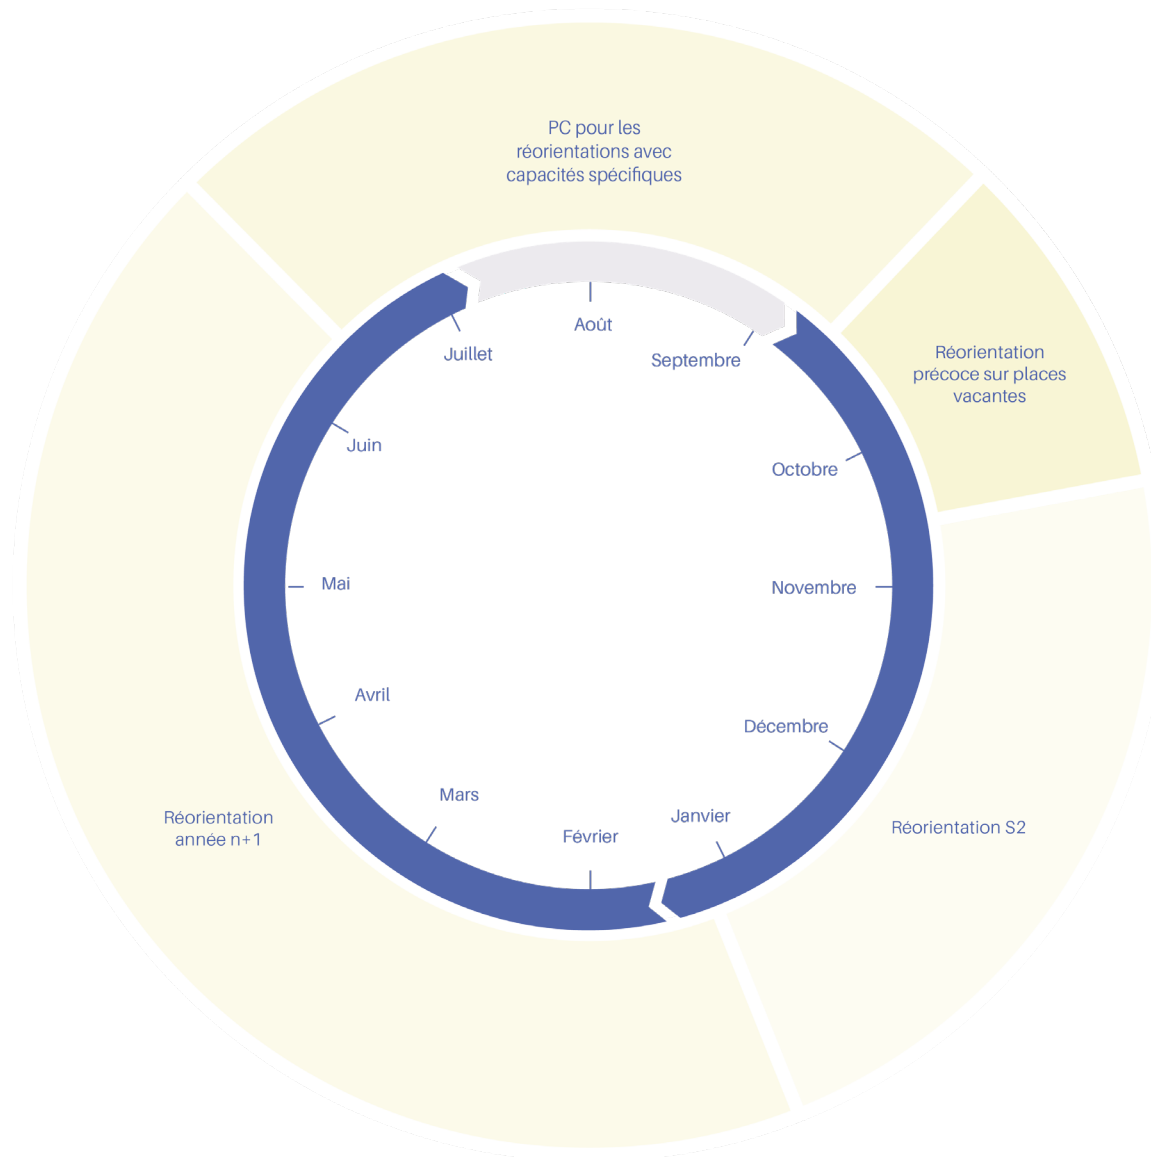 PC pour les
réorientations avec
capacités spécifiques
Août
Septembre
Juillet
Réorientation
précoce sur places
vacantes
Juin
Octobre
Mai
Novembre
Avril
Décembre
Mars
Janvier
Février
Réorientation
année n+1
Réorientation S2